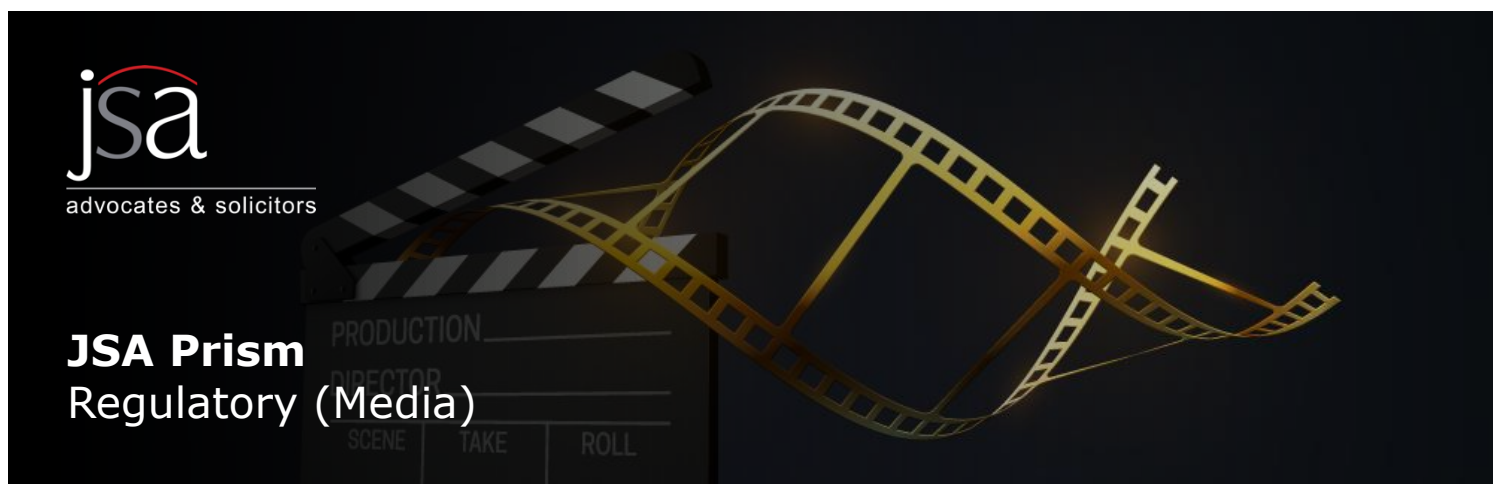 jsa
advocates & solicitors
JSA Prism
Regulatory (Media)
PRODUCTION
DIRECTOR
SCENE TAKE ROLL